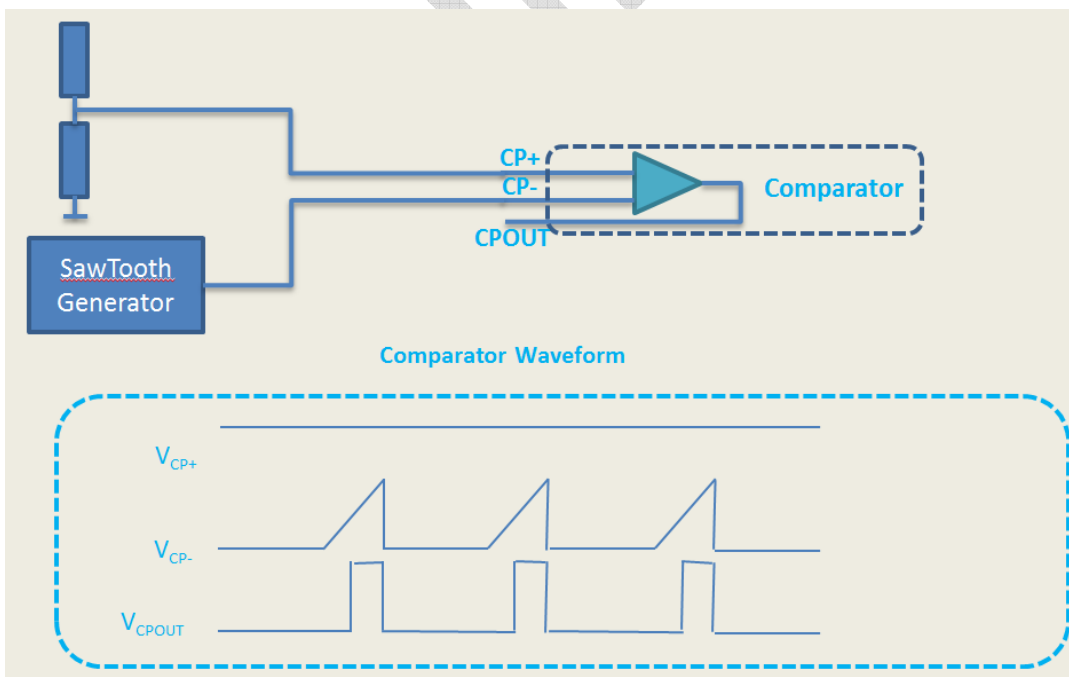 CP+
CP-
Comparator
CPOUT
SawTooth
Generator
Comparator Waveform
VCP+
VCP-
VCPOUT